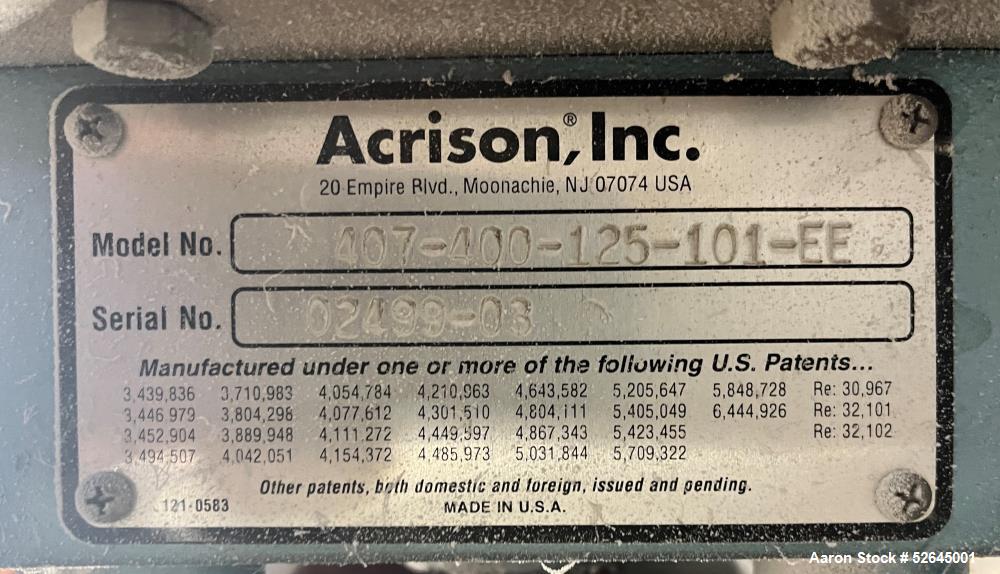 Acrison®, Inc.
20 Empire Blvd., Moonachie, NJ 07074 USA
Model No. 407-400-125-101-EE
Serial No. 02499-03
Manufactured under one or more of the following U.S. Patents...
3,439,836 3,710,983 4,054,784 4,210,963 4,643,582 5,205,647 5,848,728 Re: 30,967
3,446,979 3,804,298 4,077,612 4,301,510 4,804,111 5,405,049 6,444,926 Re: 32,101
3,452,904 3,889,948 4,111,272 4,449,597 4,867,343 5,423,455 Re: 32,102
3,494,507 4,042,051 4,154,372 4,485,973 5,031,844 5,709,322
Other patents, both domestic and foreign, issued and pending.
121-0583 MADE IN U.S.A.
Aaron Stock # 52645001